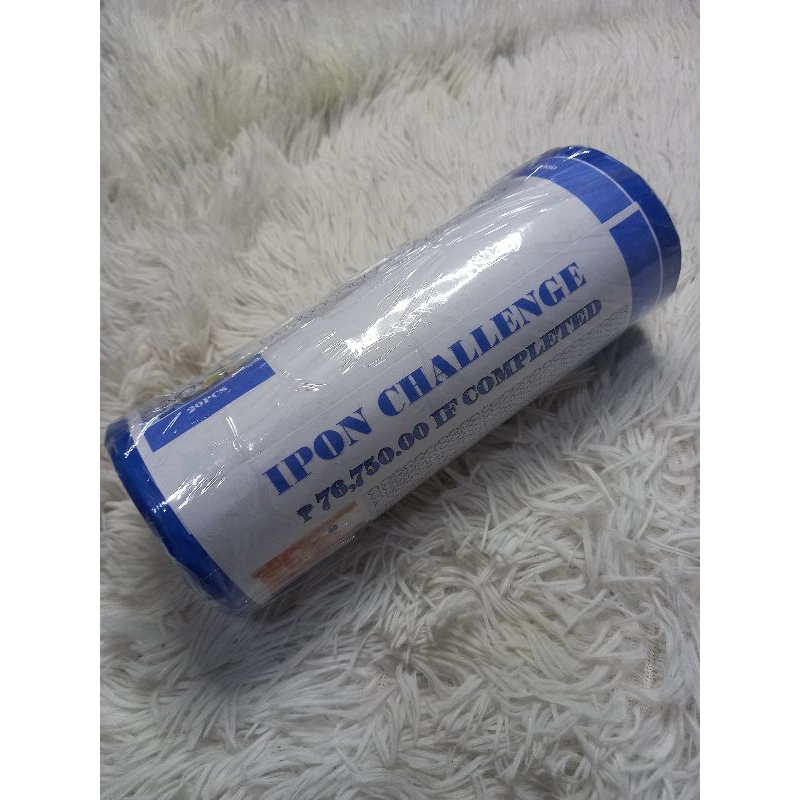 IPON CHALLENGE
₱ 76,750.00 IF COMPLETED
20PCS